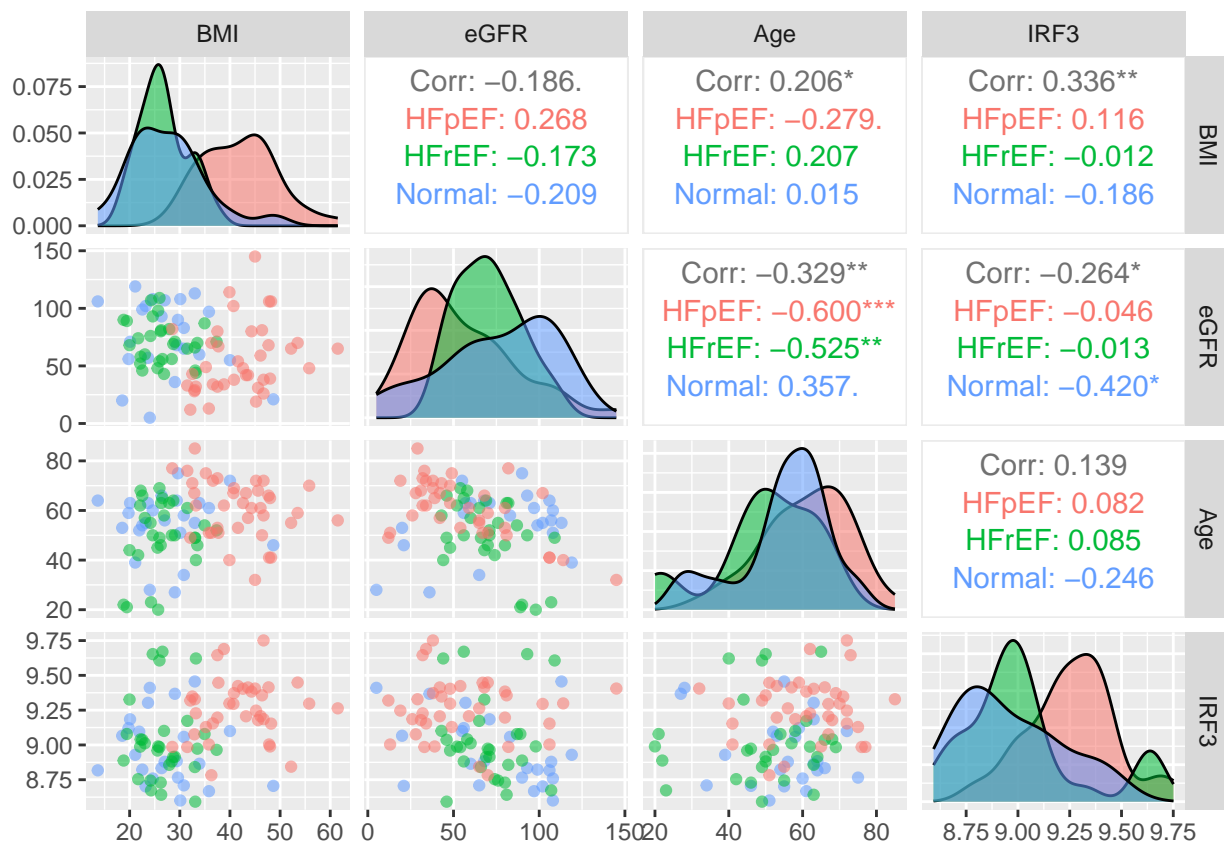 BMI
eGFR
Age
IRF3
0.075
0.050
0.025
0.000
Corr: −0.186.
HFpEF: 0.268
HFrEF: −0.173
Normal: −0.209
Corr: 0.206*
HFpEF: −0.279.
HFrEF: 0.207
Normal: 0.015
Corr: 0.336**
HFpEF: 0.116
HFrEF: −0.012
Normal: −0.186
BMI
150
100
50
0
Corr: −0.329**
HFpEF: −0.600***
HFrEF: −0.525**
Normal: 0.357.
Corr: −0.264*
HFpEF: −0.046
HFrEF: −0.013
Normal: −0.420*
eGFR
80
60
40
20
Corr: 0.139
HFpEF: 0.082
HFrEF: 0.085
Normal: −0.246
Age
9.75
9.50
9.25
9.00
8.75
IRF3
20 30 40 50 60
0 50 100 150
20 40 60 80
8.75 9.00 9.25 9.50 9.75